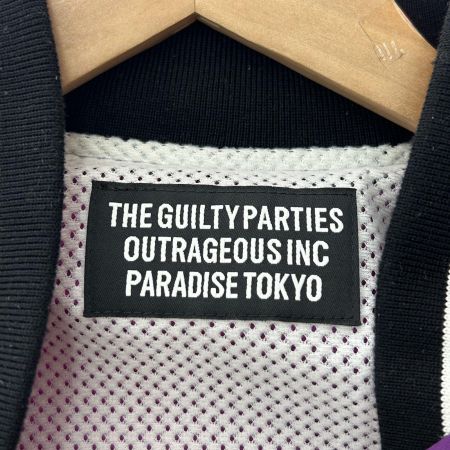 THE GUILTY PARTIES
OUTRAGEOUS INC
PARADISE TOKYO